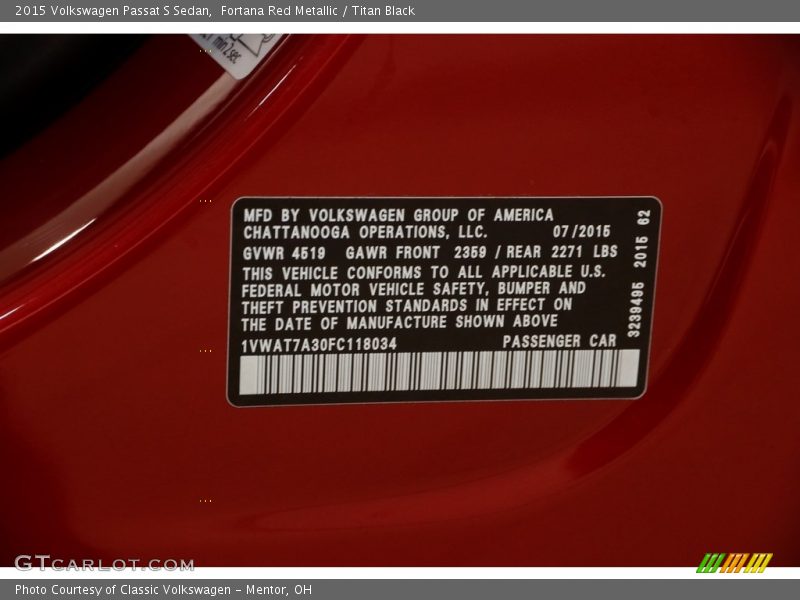 2015 Volkswagen Passat S Sedan,  Fortana Red Metallic / Titan Black
min2sec
MFD BY VOLKSWAGEN GROUP OF AMERICA
CHATTANOOGA OPERATIONS, LLC. 07/2015
GVWR 4519 GAWR FRONT 2359 / REAR 2271 LBS
THIS VEHICLE CONFORMS TO ALL APPLICABLE U.S.
FEDERAL MOTOR VEHICLE SAFETY, BUMPER AND
THEFT PREVENTION STANDARDS IN EFFECT ON
THE DATE OF MANUFACTURE SHOWN ABOVE
1VWAT7A30FC118034 PASSENGER CAR
3239495 2015 62
GTCARLOT.COM
Photo Courtesy of Classic Volkswagen - Mentor, OH